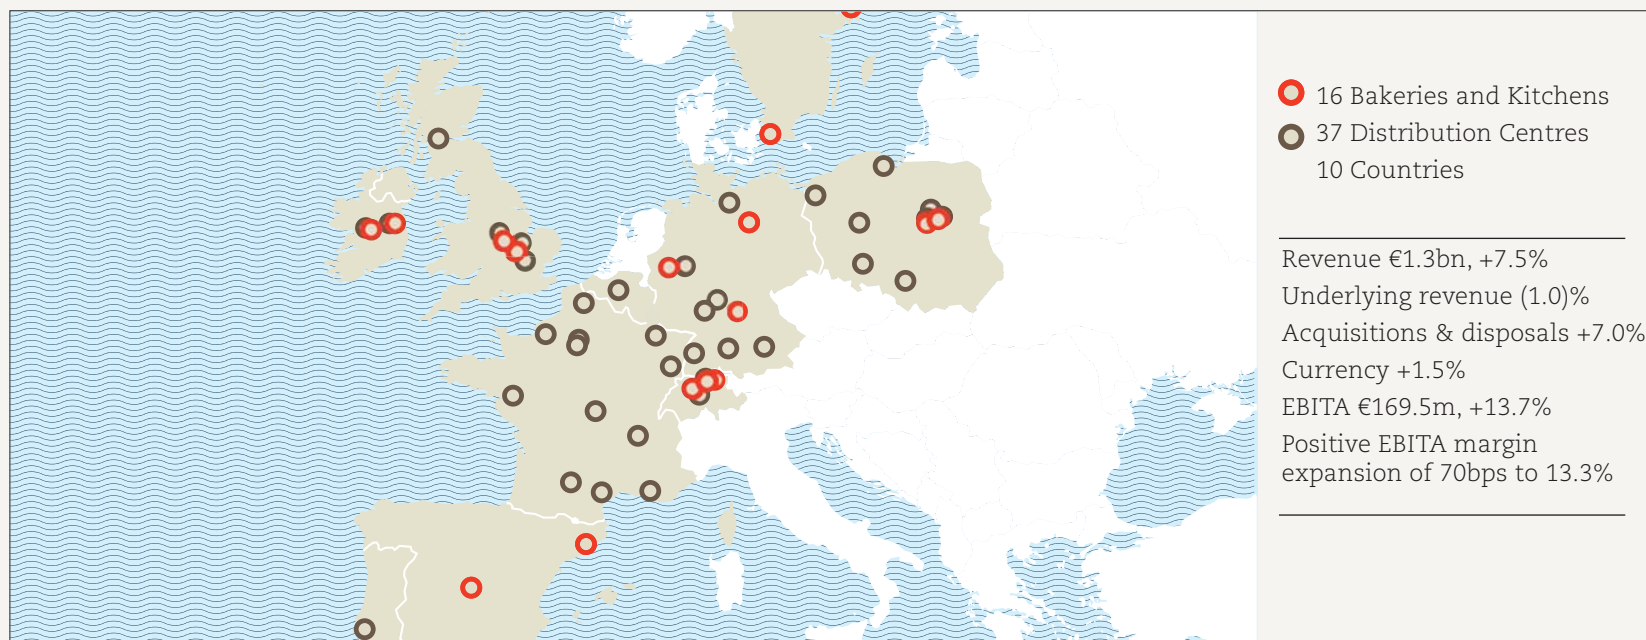 16 Bakeries and Kitchens
37 Distribution Centres
10 Countries
Revenue €1.3bn, +7.5%
Underlying revenue (1.0)%
Acquisitions & disposals +7.0%
Currency +1.5%
EBITA €169.5m, +13.7%
Positive EBITA margin
expansion of 70bps to 13.3%